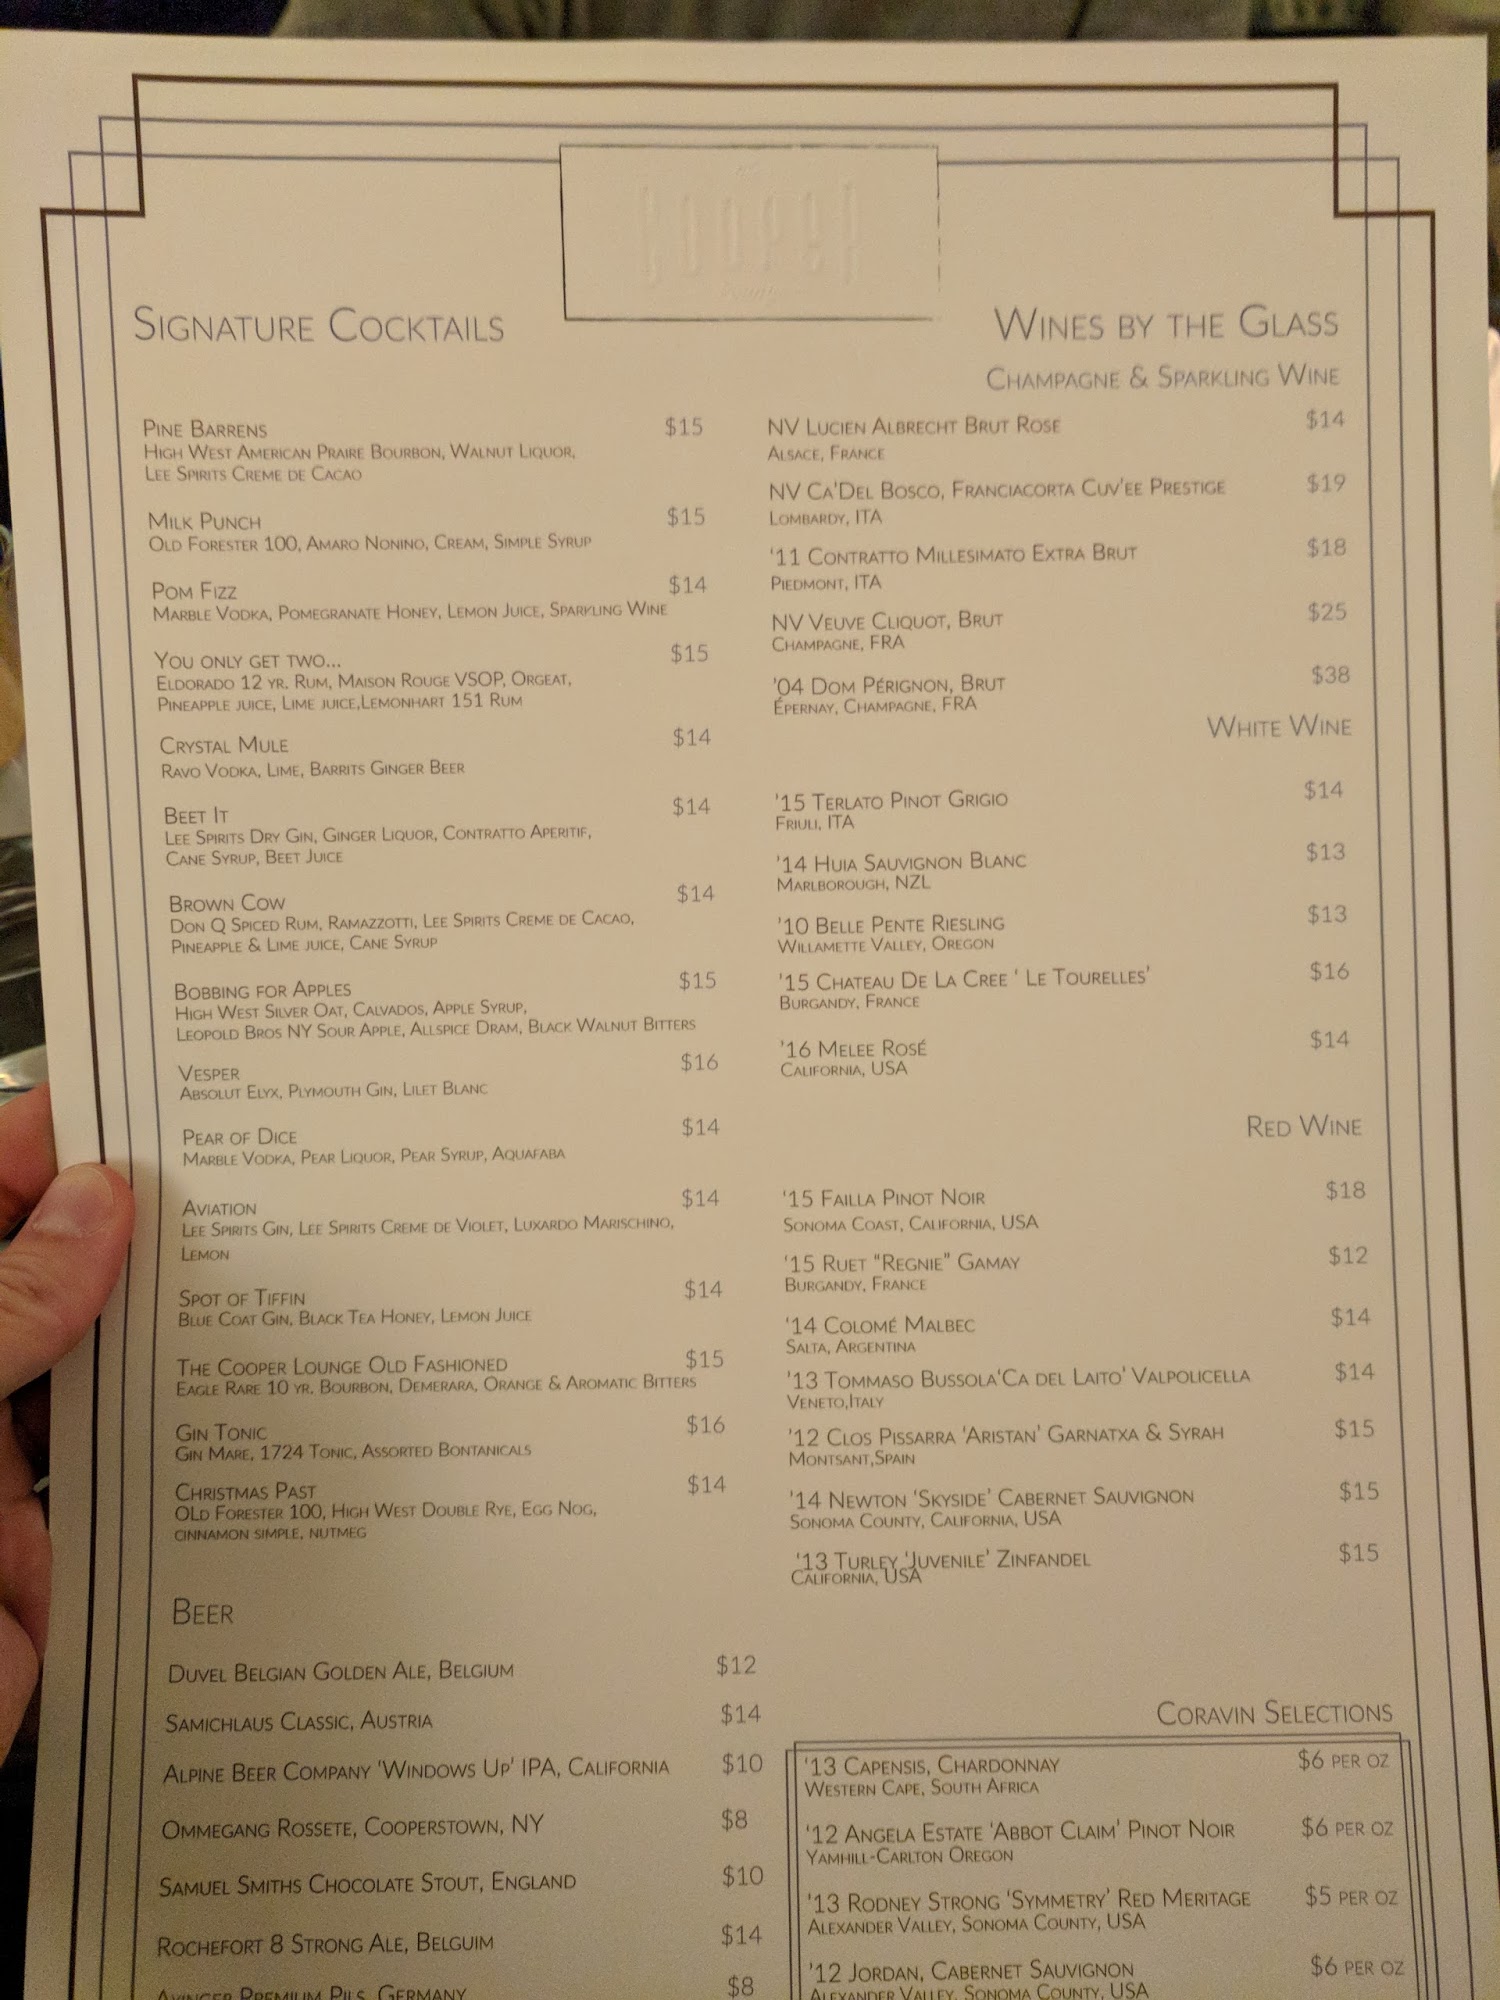 COOPER
SIGNATURE COCKTAILS
PINE BARRENS $15
HIGH WEST AMERICAN PRAIRE BOURBON, WALNUT LIQUOR,
LEE SPIRITS CREME DE CACAO
MILK PUNCH $15
OLD FORESTER 100, AMARO NONINO, CREAM, SIMPLE SYRUP
POM FIZZ $14
MARBLE VODKA, POMEGRANATE HONEY, LEMON JUICE, SPARKLING WINE
YOU ONLY GET TWO... $15
ELDORADO 12 YR. RUM, MAISON ROUGE VSOP, ORGEAT,
PINEAPPLE JUICE, LIME JUICE,LEMONHART 151 RUM
CRYSTAL MULE $14
RAVO VODKA, LIME, BARRITS GINGER BEER
BEET IT $14
LEE SPIRITS DRY GIN, GINGER LIQUOR, CONTRATTO APERITIF,
CANE SYRUP, BEET JUICE
BROWN COW $14
DON Q SPICED RUM, RAMAZZOTTI, LEE SPIRITS CREME DE CACAO,
PINEAPPLE & LIME JUICE, CANE SYRUP
BOBBING FOR APPLES $15
HIGH WEST SILVER OAT, CALVADOS, APPLE SYRUP,
LEOPOLD BROS NY SOUR APPLE, ALLSPICE DRAM, BLACK WALNUT BITTERS
VESPER $16
ABSOLUT ELYX, PLYMOUTH GIN, LILET BLANC
PEAR OF DICE $14
MARBLE VODKA, PEAR LIQUOR, PEAR SYRUP, AQUAFABA
AVIATION $14
LEE SPIRITS GIN, LEE SPIRITS CREME DE VIOLET, LUXARDO MARISCHINO,
LEMON
SPOT OF TIFFIN $14
BLUE COAT GIN, BLACK TEA HONEY, LEMON JUICE
THE COOPER LOUNGE OLD FASHIONED $15
EAGLE RARE 10 YR. BOURBON, DEMERARA, ORANGE & AROMATIC BITTERS
GIN TONIC $16
GIN MARE, 1724 TONIC, ASSORTED BONTANICALS
CHRISTMAS PAST $14
OLD FORESTER 100, HIGH WEST DOUBLE RYE, EGG NOG,
CINNAMON SIMPLE, NUTMEG
BEER
DUVEL BELGIAN GOLDEN ALE, BELGIUM $12
SAMICHLAUS CLASSIC, AUSTRIA $14
ALPINE BEER COMPANY 'WINDOWS UP' IPA, CALIFORNIA $10
OMMEGANG ROSSETE, COOPERSTOWN, NY $8
SAMUEL SMITHS CHOCOLATE STOUT, ENGLAND $10
ROCHEFORT 8 STRONG ALE, BELGUIM $14
PREMIUM PILS, GERMANY $8
WINES BY THE GLASS
CHAMPAGNE & SPARKLING WINE
NV LUCIEN ALBRECHT BRUT ROSE $14
ALSACE, FRANCE
NV CA'DEL BOSCO, FRANCIACORTA CUV'EE PRESTIGE $19
LOMBARDY, ITA
'11 CONTRATTO MILLESIMATO EXTRA BRUT $18
PIEDMONT, ITA
NV VEUVE CLIQUOT, BRUT $25
CHAMPAGNE, FRA
'04 DOM PÉRIGNON, BRUT $38
ÉPERNAY, CHAMPAGNE, FRA
WHITE WINE
'15 TERLATO PINOT GRIGIO $14
FRIULI, ITA
'14 HUIA SAUVIGNON BLANC $13
MARLBOROUGH, NZL
'10 BELLE PENTE RIESLING $13
WILLAMETTE VALLEY, OREGON
'15 CHATEAU DE LA CREE ' LE TOURELLES' $16
BURGANDY, FRANCE
'16 MELEE ROSÉ $14
CALIFORNIA, USA
RED WINE
'15 FAILLA PINOT NOIR $18
SONOMA COAST, CALIFORNIA, USA
'15 RUET "REGNIE" GAMAY $12
BURGANDY, FRANCE
'14 COLOMÉ MALBEC $14
SALTA, ARGENTINA
'13 TOMMASO BUSSOLA'CA DEL LAITO' VALPOLICELLA $14
VENETO,ITALY
'12 CLOS PISSARRA 'ARISTAN' GARNATXA & SYRAH $15
MONTSANT,SPAIN
'14 NEWTON 'SKYSIDE' CABERNET SAUVIGNON $15
SONOMA COUNTY, CALIFORNIA, USA
'13 TURLEY 'JUVENILE' ZINFANDEL $15
CALIFORNIA, USA
CORAVIN SELECTIONS
'13 CAPENSIS, CHARDONNAY $6 PER OZ
WESTERN CAPE, SOUTH AFRICA
'12 ANGELA ESTATE 'ABBOT CLAIM' PINOT NOIR $6 PER OZ
YAMHILL-CARLTON OREGON
'13 RODNEY STRONG 'SYMMETRY' RED MERITAGE $5 PER OZ
ALEXANDER VALLEY, SONOMA COUNTY, USA
'12 JORDAN, CABERNET SAUVIGNON $6 PER OZ
ALEXANDER VALLEY, SONOMA COUNTY, USA